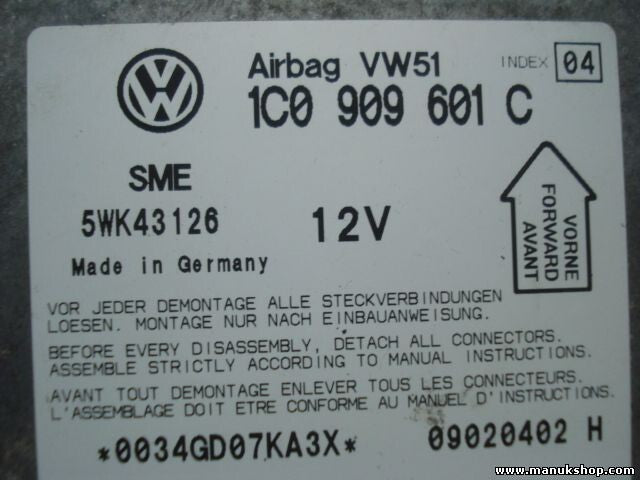 Airbag VW51 INDEX 04
1C0 909 601 C
SME
5WK43126 12V
Made in Germany
VORNE
FORWARD
AVANT
VOR JEDER DEMONTAGE ALLE STECKVERBINDUNGEN
LOESEN. MONTAGE NUR NACH EINBAUANWEISUNG.
BEFORE EVERY DISASSEMBLY, DETACH ALL CONNECTORS.
ASSEMBLE STRICTLY ACCORDING TO MANUAL INSTRUCTIONS.
AVANT TOUT DEMONTAGE ENLEVER TOUS LES CONNECTEURS.
L'ASSEMBLAGE DOIT ETRE CONFORME AU MANUEL D'INSTRUCTIONS.
*0034GD07KA3X* 09020402 H
www.manukshop.com